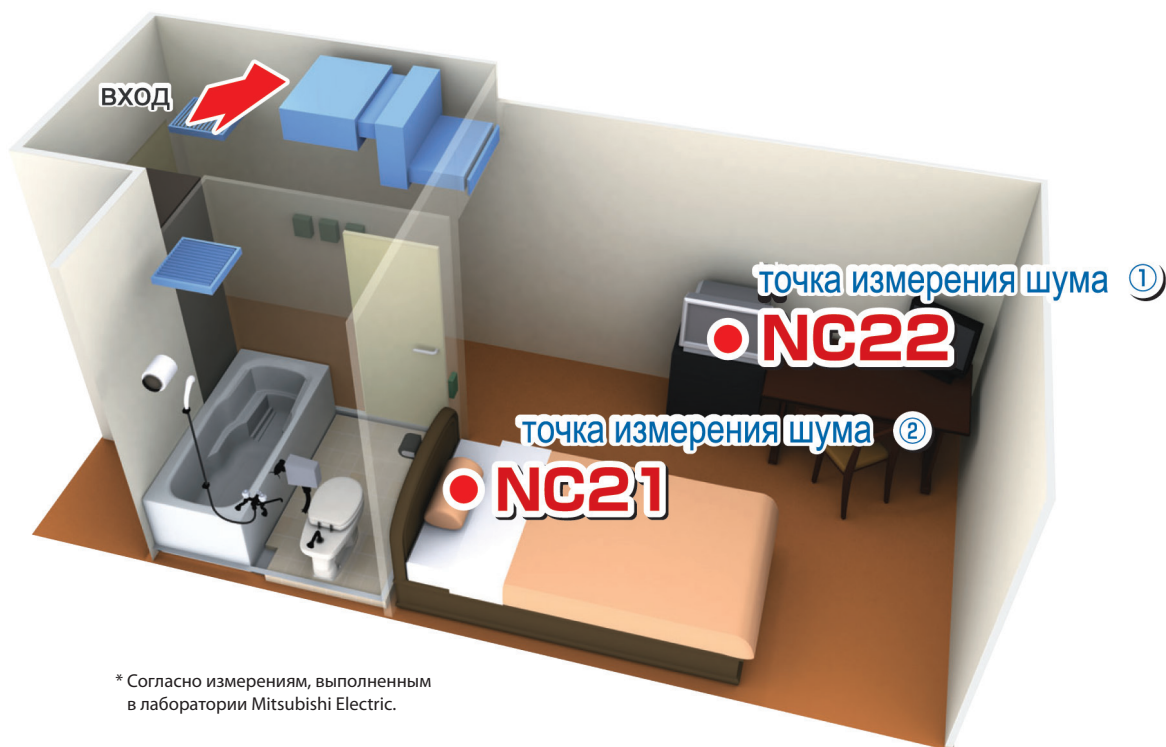 вход
точка измерения шума ①
NC22
точка измерения шума ②
NC21
* Согласно измерениям, выполненным
в лаборатории Mitsubishi Electric.